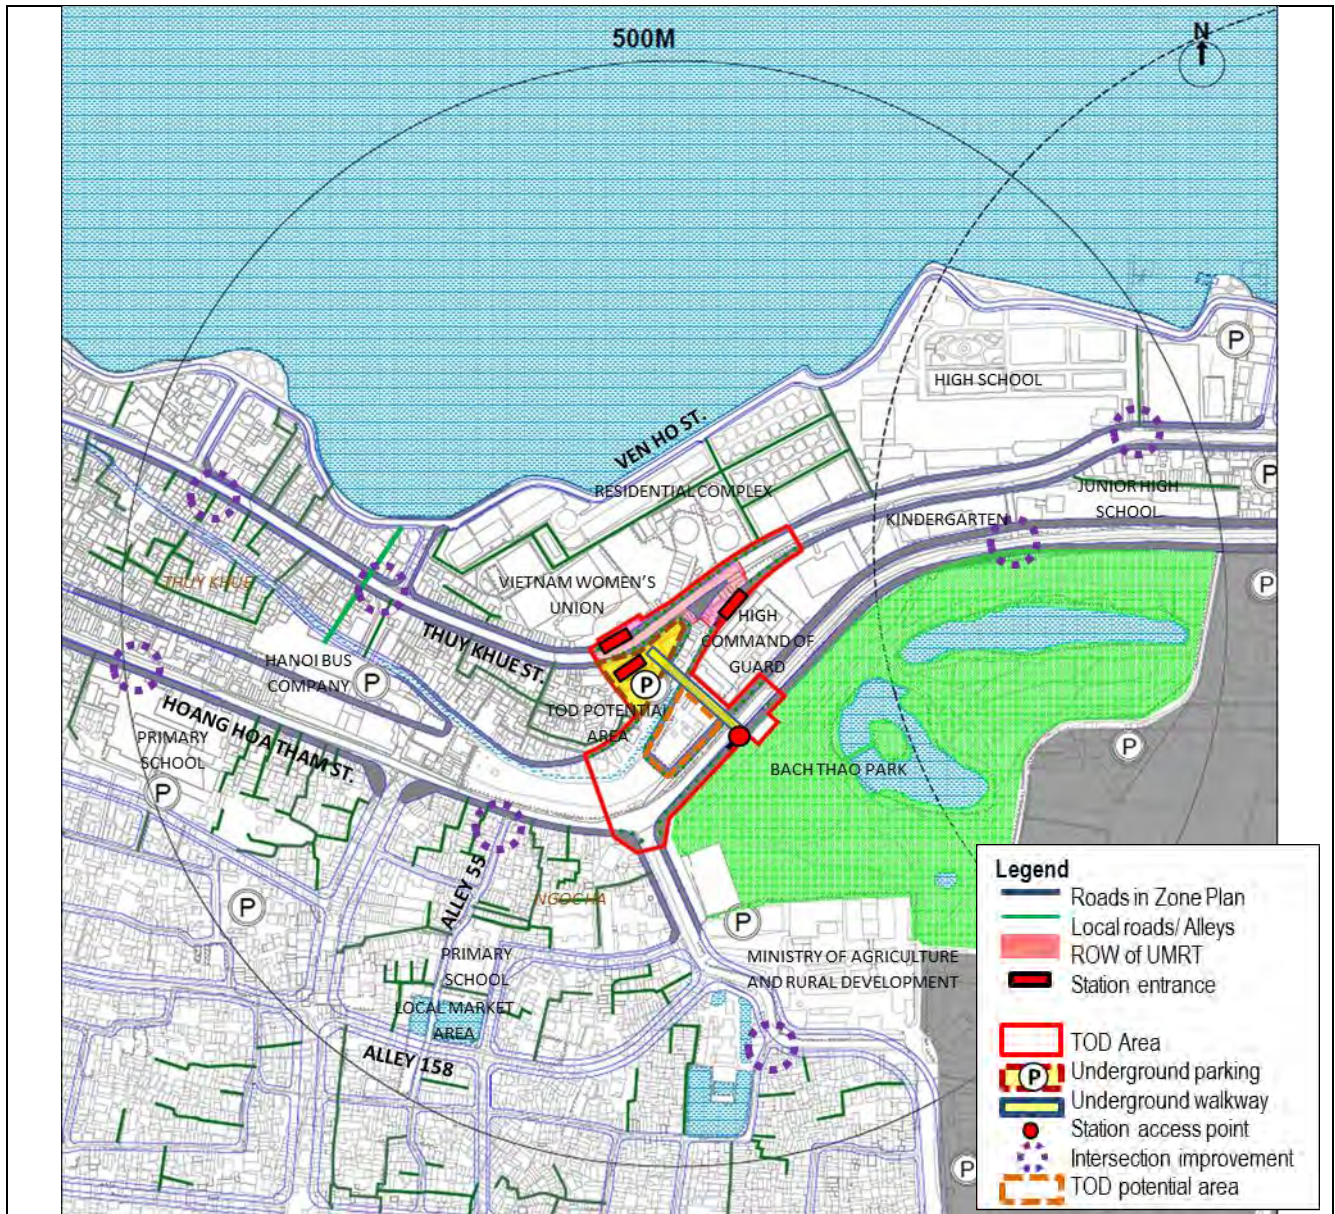 500M
N
P
HIGH SCHOOL
VEN HO ST.
RESIDENTIAL COMPLEX
JUNIOR HIGH
SCHOOL
P
KINDERGARTEN
THUY KHUE
VIETNAM WOMEN'S
UNION
P
HIGH
COMMAND OF
GUARD
THUY KHUE ST.
HANOI BUS
COMPANY
P
P
TOD POTENTIAL
AREA
HOANG HOA THAM ST.
PRIMARY
SCHOOL
P
P
BACH THAO PARK
ALLEY 55
NGOC HA
P
P
PRIMARY
SCHOOL
MINISTRY OF AGRICULTURE
AND RURAL DEVELOPMENT
LOCAL MARKET
AREA
ALLEY 158
P
Legend
Roads in Zone Plan
Local roads/ Alleys
ROW of UMRT
Station entrance
TOD Area
P
Underground parking
Underground walkway
Station access point
Intersection improvement
TOD potential area